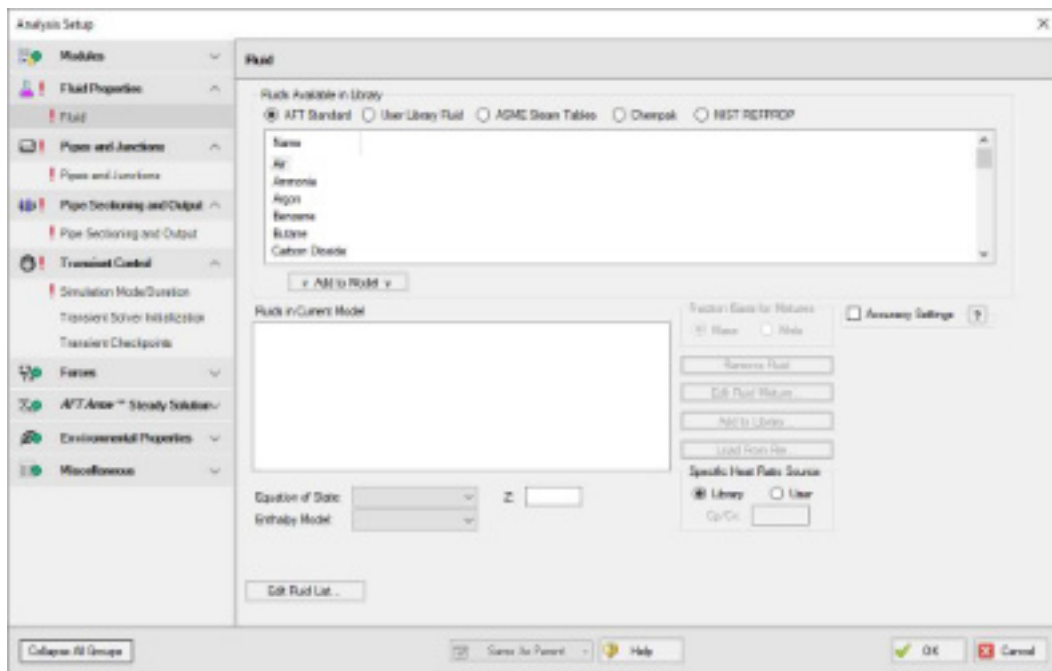 Analysis Setup
Modules
Fluid Properties
Fluid
Pipes and Junctions
Pipes and Junctions
Pipe Sectioning and Output
Pipe Sectioning and Output
Transient Control
Simulation Mode/Duration
Transient Solver Initialization
Transient Checkpoints
Forces
AFT Arrow™ Steady Solution
Environmental Properties
Miscellaneous
Collapse All Groups
Fluid
Fluids Available in Library
AFT Standard User Library Fluid ASME Steam Tables Chempak NIST REFPROP
Name
Air
Ammonia
Argon
Benzene
Butane
Carbon Dioxide
Add to Model
Fluids in Current Model
Fraction Basis for Mixtures
Mass Mole
Accuracy Settings ?
Remove Fluid
Edit Fluid Mixture...
Add to Library...
Load From File...
Specific Heat Ratio Source
Library User
Cp/Cv:
Equation of State: Z:
Enthalpy Model:
Edit Fluid List...
Same As Parent Help OK Cancel